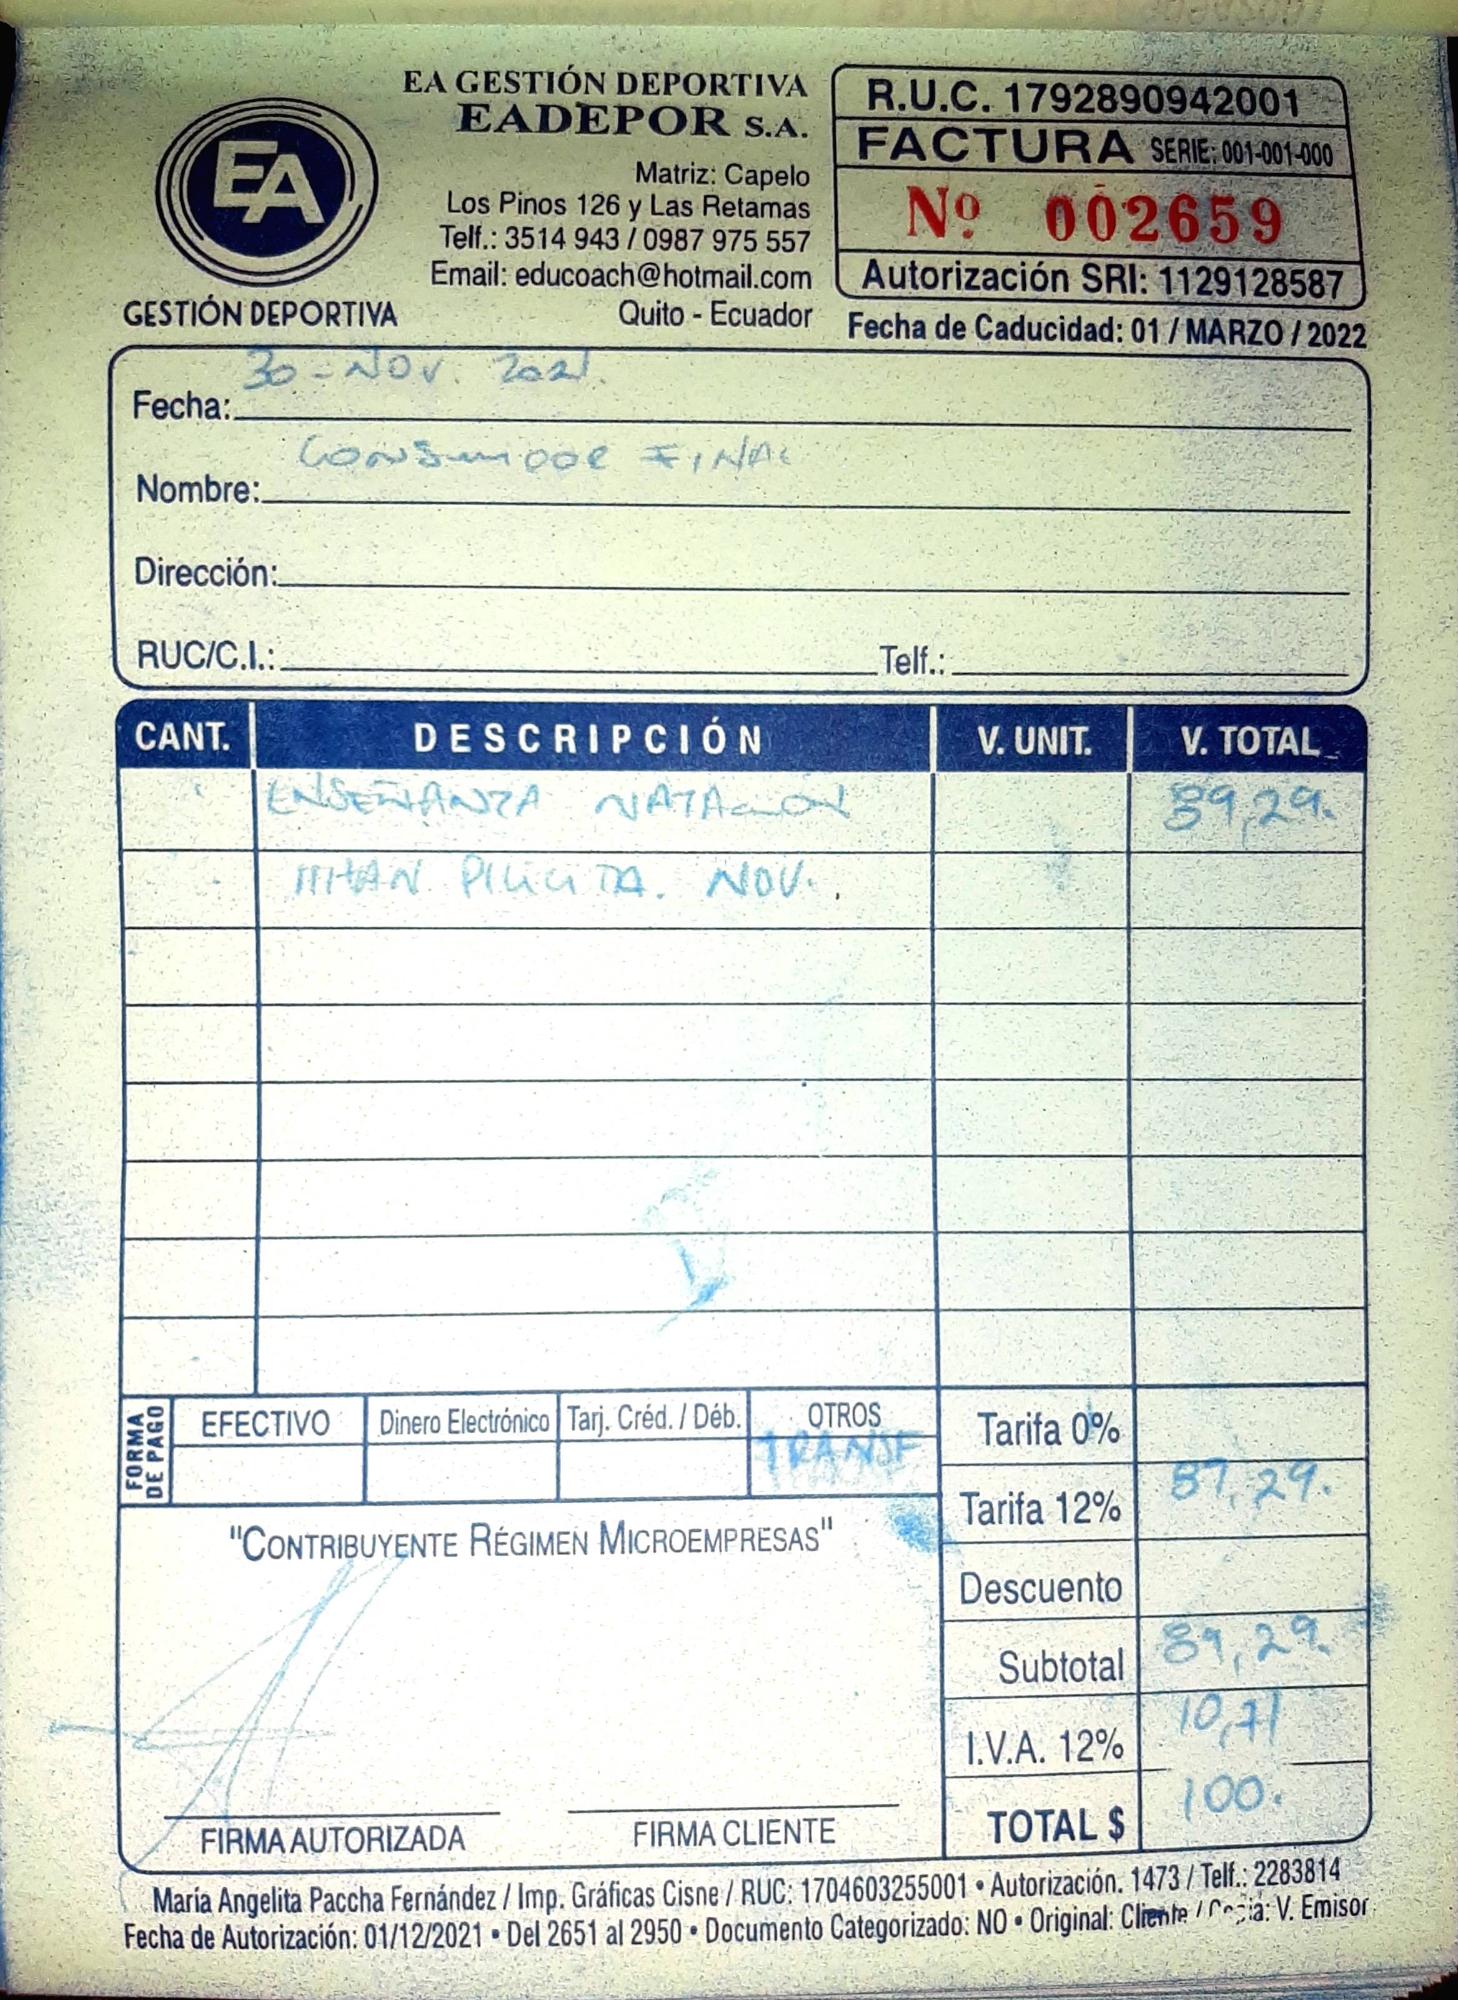 EA GESTIÓN DEPORTIVA
EADEPOR S.A.
Matriz: Capelo
Los Pinos 126 y Las Retamas
Telf.: 3514 943 / 0987 975 557
Email: educoach@hotmail.com
Quito - Ecuador
EA
GESTIÓN DEPORTIVA
R.U.C. 1792890942001
FACTURA SERIE: 001-001-000
Nº 002659
Autorización SRI: 1129128587
Fecha de Caducidad: 01 / MARZO / 2022
Fecha: 30 - NOV. 2021.
Nombre: CONSUMIDOR FINAL
Dirección:
RUC/C.I.: Telf.:
CANT. DESCRIPCIÓN V. UNIT. V. TOTAL
ENSEÑANZA NATACION 89,29.
NOV.
FORMA DE PAGO
EFECTIVO Dinero Electrónico Tarj. Créd. / Déb. OTROS
TRANSF
Tarifa 0%
Tarifa 12% 89,29.
Descuento
Subtotal 89,29.
I.V.A. 12% 10,71
TOTAL $ 100.
"CONTRIBUYENTE RÉGIMEN MICROEMPRESAS"
FIRMA AUTORIZADA FIRMA CLIENTE
María Angelita Paccha Fernández / Imp. Gráficas Cisne / RUC: 1704603255001 • Autorización. 1473 / Telf.: 2283814
Fecha de Autorización: 01/12/2021 • Del 2651 al 2950 • Documento Categorizado: NO • Original: Cliente / Copia: V. Emisor